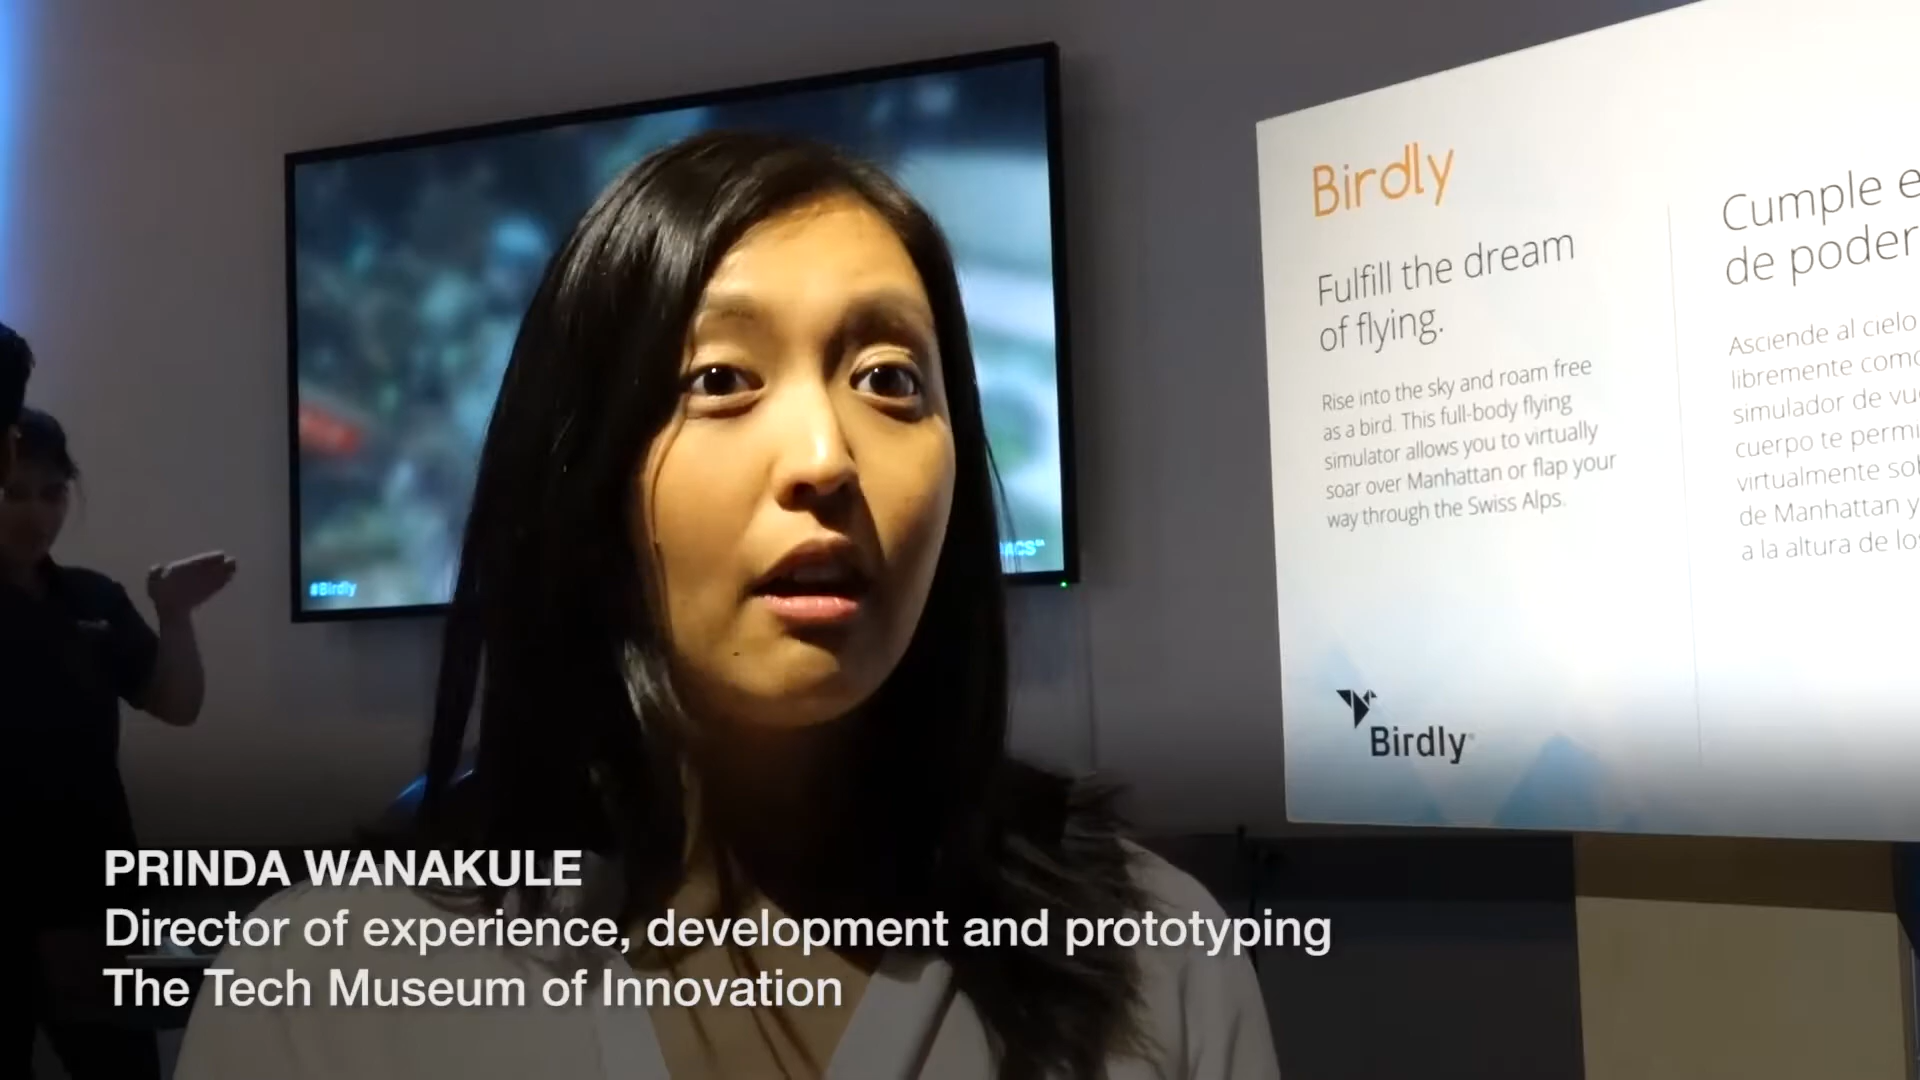 Birdly
Fulfill the dream
of flying.
Rise into the sky and roam free
as a bird. This full-body flying
simulator allows you to virtually
soar over Manhattan or flap your
way through the Swiss Alps.
Birdly
Cumple e
de poder
Asciende al cielo
libremente como
simulador de vu
cuerpo te permi
virtualmente sob
de Manhattan y
a la altura de lo
#Birdly
PRINDA WANAKULE
Director of experience, development and prototyping
The Tech Museum of Innovation